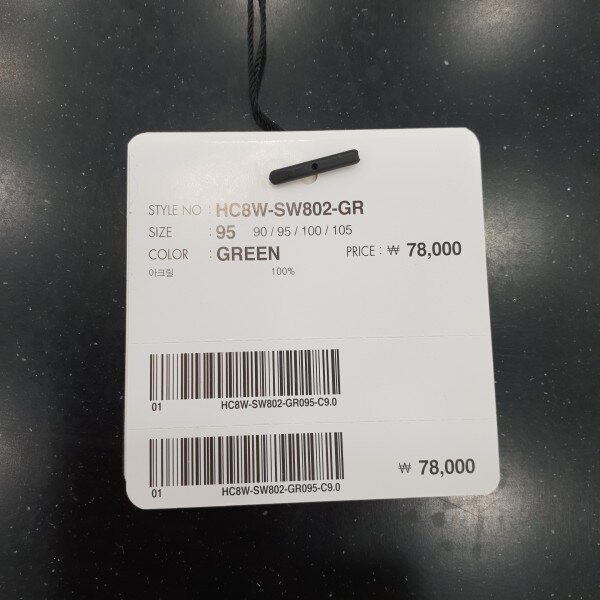 STYLE NO : HC8W-SW802-GR
SIZE : 95 90 / 95 / 100 / 105
COLOR : GREEN PRICE : ₩ 78,000
아크릴 100%
01 HC8W-SW802-GR095-C9.0
₩ 78,000
01 HC8W-SW802-GR095-C9.0